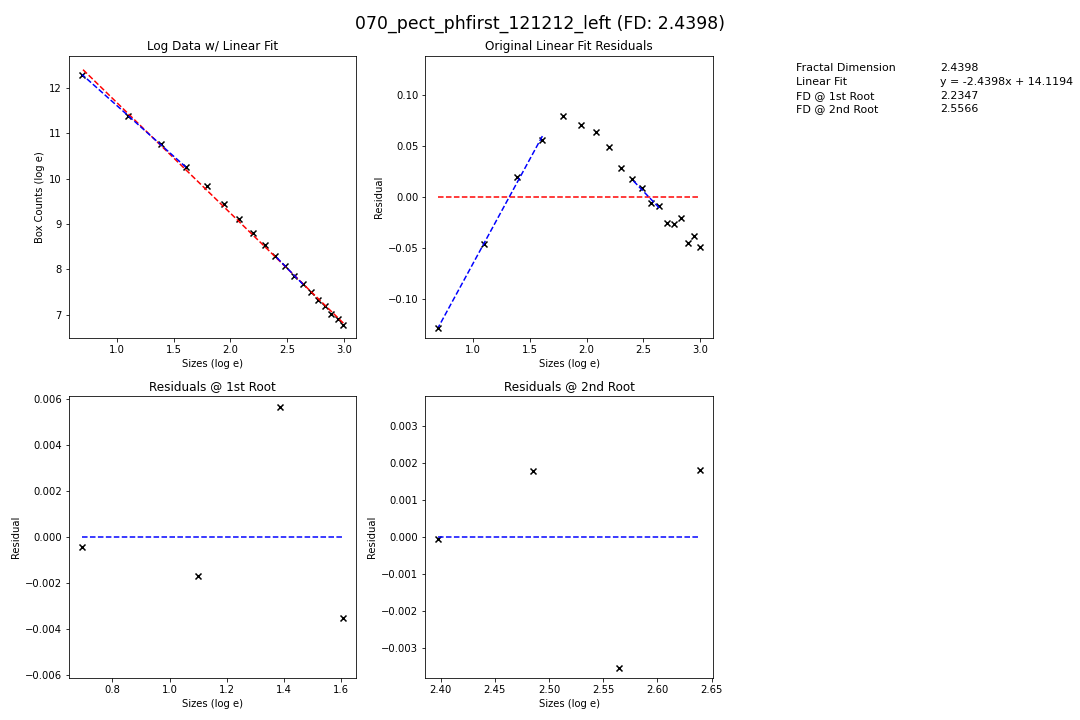 070_pect_phfirst_121212_left (FD: 2.4398)
Log Data w/ Linear Fit
Box Counts (log e)
12
11
10
9
8
7
1.0 1.5 2.0 2.5 3.0
Sizes (log e)
Original Linear Fit Residuals
Residual
0.10
0.05
0.00
−0.05
−0.10
1.0 1.5 2.0 2.5 3.0
Sizes (log e)
Fractal Dimension 2.4398
Linear Fit y = -2.4398x + 14.1194
FD @ 1st Root 2.2347
FD @ 2nd Root 2.5566
Residuals @ 1st Root
Residual
0.006
0.004
0.002
0.000
−0.002
−0.004
−0.006
0.8 1.0 1.2 1.4 1.6
Sizes (log e)
Residuals @ 2nd Root
Residual
0.003
0.002
0.001
0.000
−0.001
−0.002
−0.003
2.40 2.45 2.50 2.55 2.60 2.65
Sizes (log e)